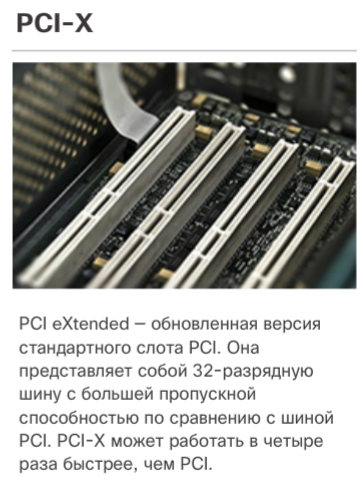 PCI-X
PCI eXtended – обновленная версия
стандартного слота PCI. Она
представляет собой 32-разрядную
шину с большей пропускной
способностью по сравнению с шиной
PCI. PCI-X может работать в четыре
раза быстрее, чем PCI.